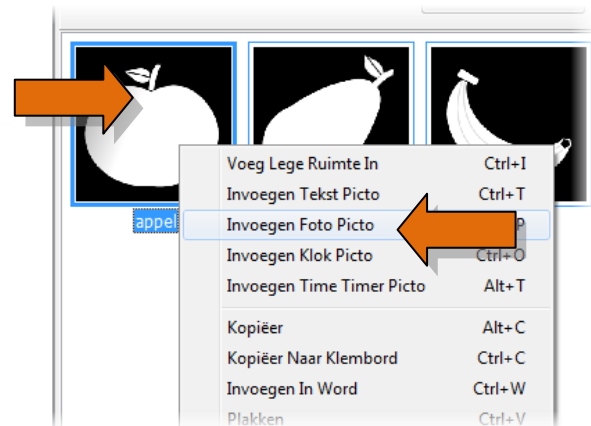 appel
Voeg Lege Ruimte In Ctrl+I
Invoegen Tekst Picto Ctrl+T
Invoegen Foto Picto P
Invoegen Klok Picto Ctrl+O
Invoegen Time Timer Picto Alt+T
Kopiëer Alt+C
Kopiëer Naar Klembord Ctrl+C
Invoegen In Word Ctrl+W
Plakken Ctrl+V